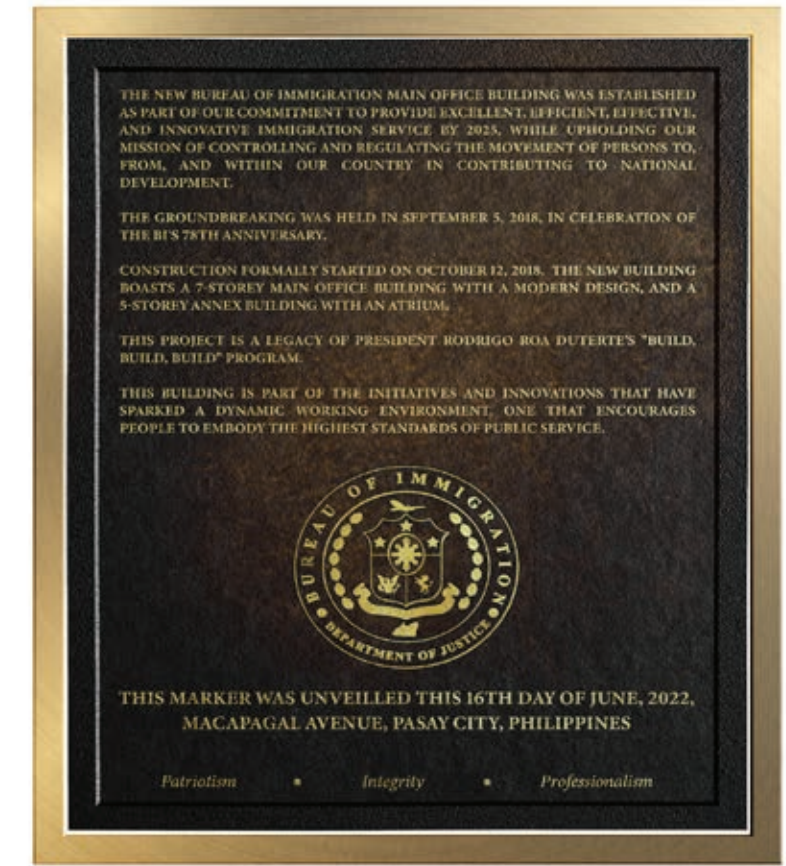 THE NEW BUREAU OF IMMIGRATION MAIN OFFICE BUILDING WAS ESTABLISHED
AS PART OF OUR COMMITMENT TO PROVIDE EXCELLENT, EFFICIENT, EFFECTIVE,
AND INNOVATIVE IMMIGRATION SERVICE BY 2025, WHILE UPHOLDING OUR
MISSION OF CONTROLLING AND REGULATING THE MOVEMENT OF PERSONS TO,
FROM, AND WITHIN OUR COUNTRY IN CONTRIBUTING TO NATIONAL
DEVELOPMENT.
THE GROUNDBREAKING WAS HELD IN SEPTEMBER 5, 2018, IN CELEBRATION OF
THE BI'S 78TH ANNIVERSARY.
CONSTRUCTION FORMALLY STARTED ON OCTOBER 12, 2018. THE NEW BUILDING
BOASTS A 7-STOREY MAIN OFFICE BUILDING WITH A MODERN DESIGN, AND A
5-STOREY ANNEX BUILDING WITH AN ATRIUM.
THIS PROJECT IS A LEGACY OF PRESIDENT RODRIGO ROA DUTERTE'S "BUILD,
BUILD, BUILD" PROGRAM.
THIS BUILDING IS PART OF THE INITIATIVES AND INNOVATIONS THAT HAVE
SPARKED A DYNAMIC WORKING ENVIRONMENT, ONE THAT ENCOURAGES
PEOPLE TO EMBODY THE HIGHEST STANDARDS OF PUBLIC SERVICE.
BUREAU OF IMMIGRATION
DEPARTMENT OF JUSTICE
THIS MARKER WAS UNVEILLED THIS 16TH DAY OF JUNE, 2022,
MACAPAGAL AVENUE, PASAY CITY, PHILIPPINES
Patriotism • Integrity • Professionalism